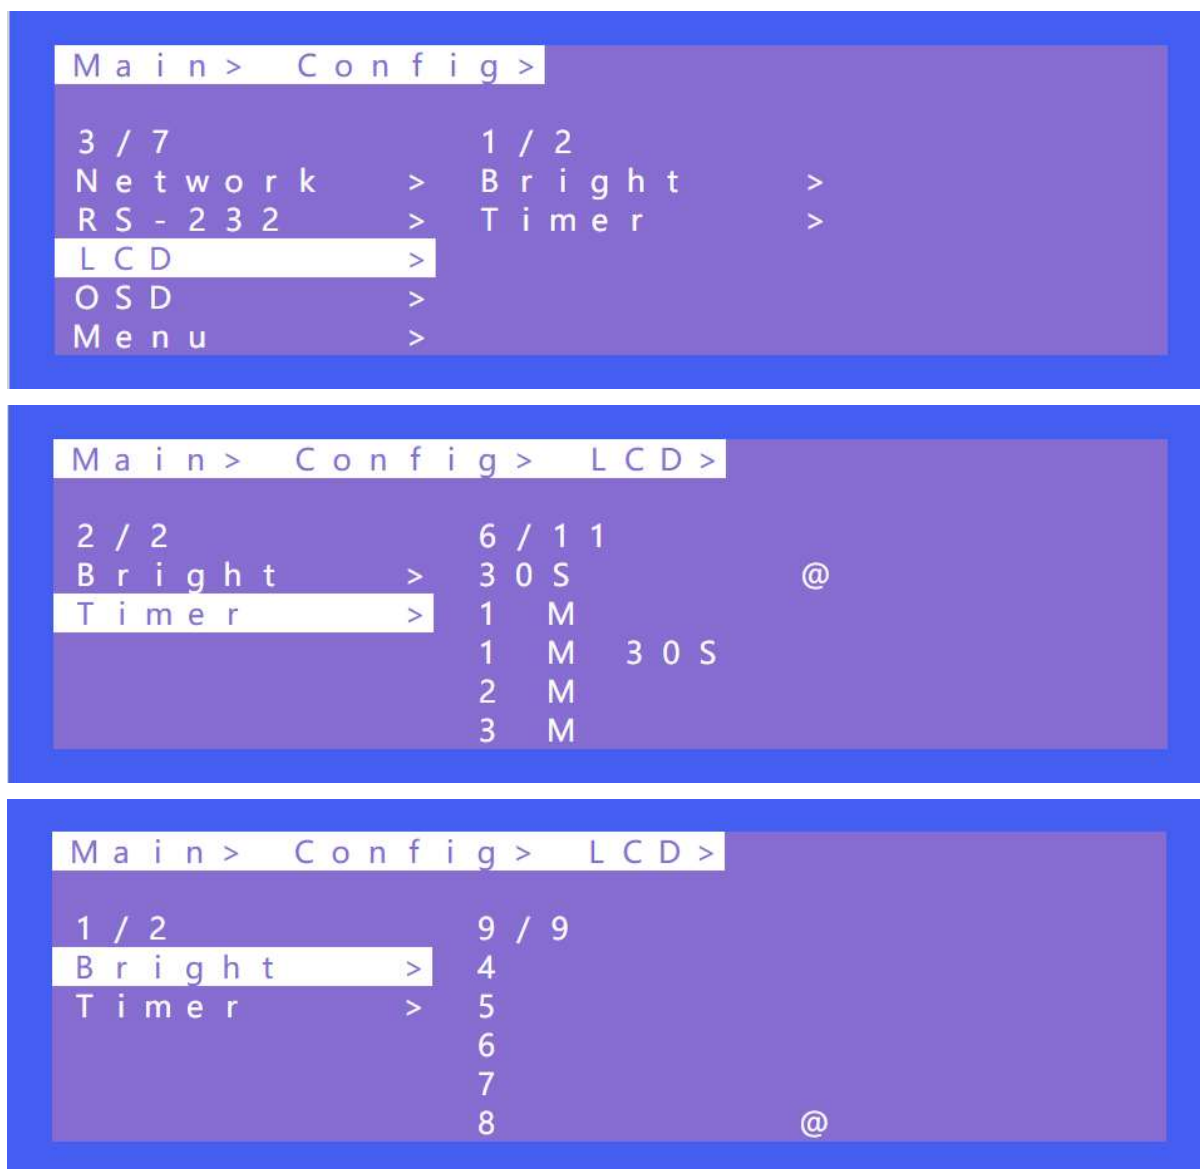 Main> Config>
3/7 1/2
Network > Bright >
RS-232 > Timer >
LCD >
OSD >
Menu >
Main> Config> LCD>
2/2 6/11
Bright > 30S @
Timer > 1 M
1 M 30S
2 M
3 M
Main> Config> LCD>
1/2 9/9
Bright > 4
Timer > 5
6
7
8 @